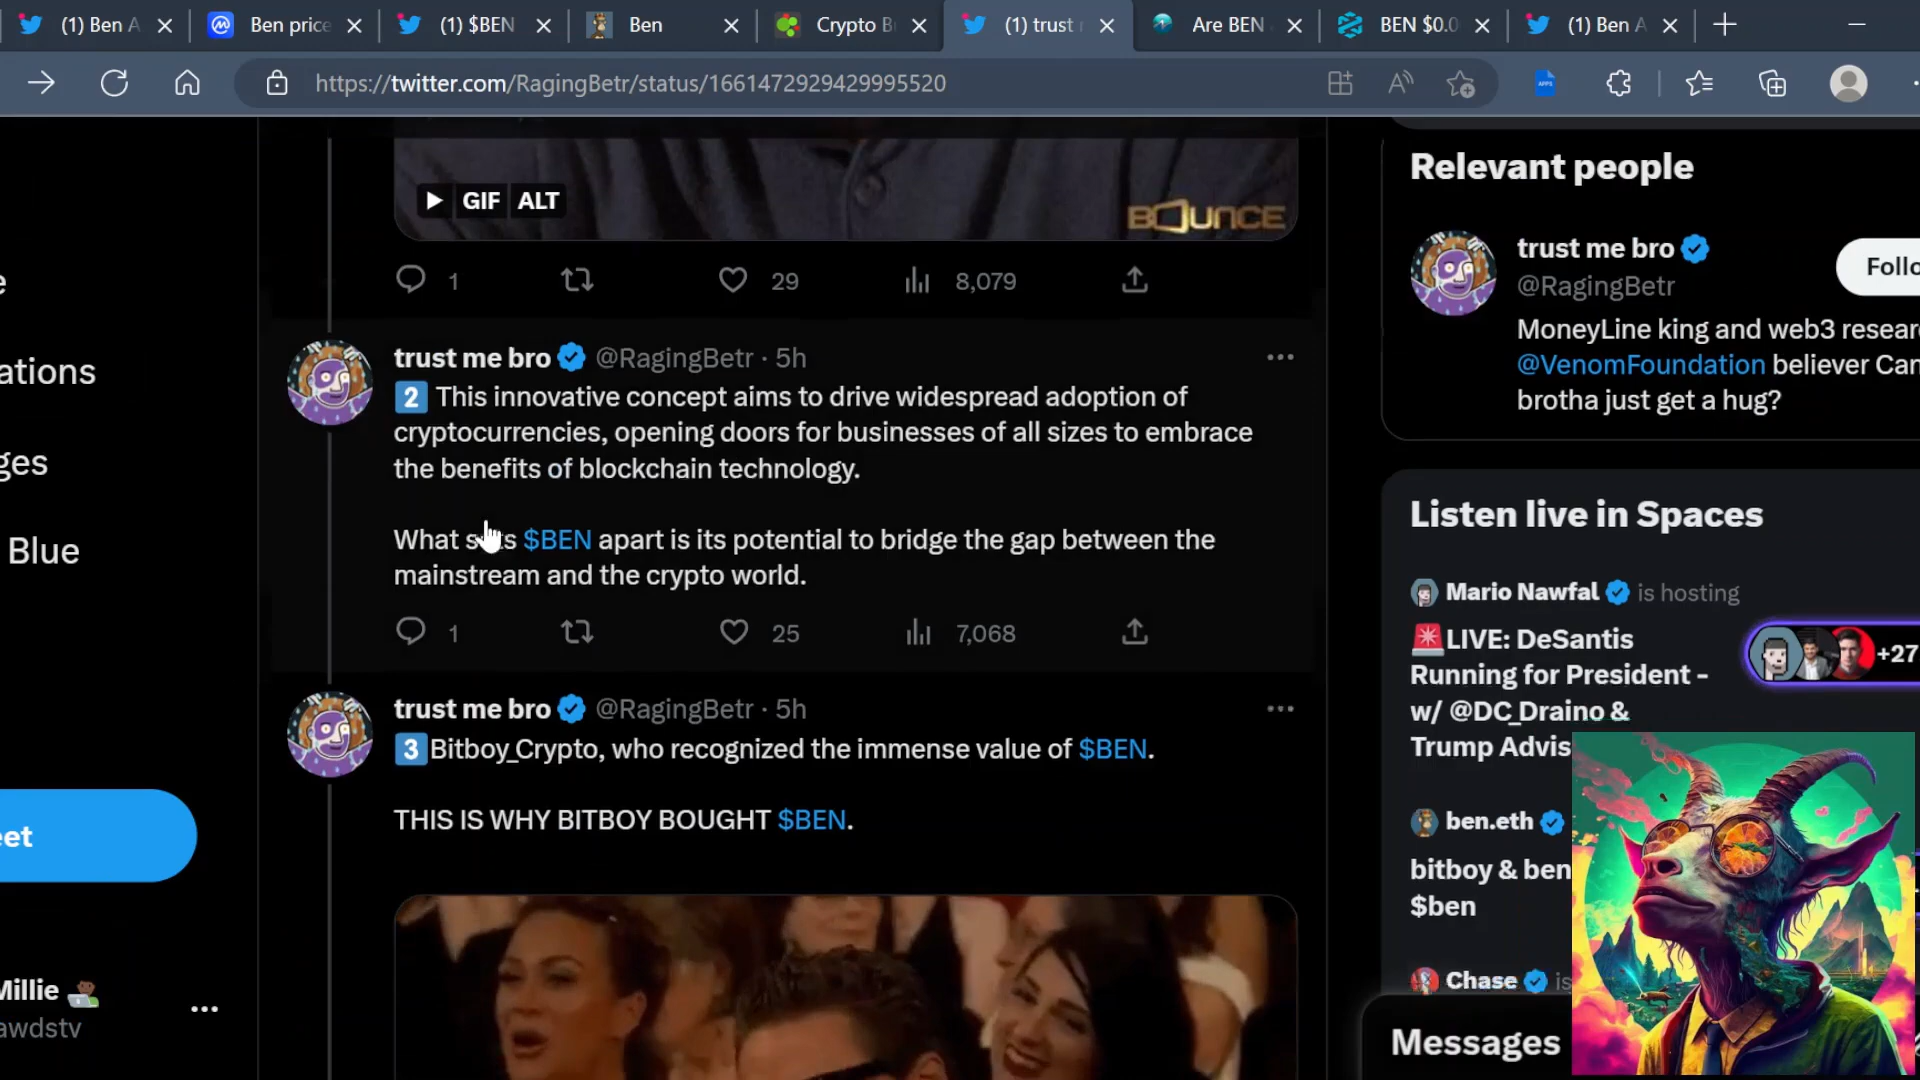 (1) Ben A
Ben price
(1) $BEN
Ben
Crypto B
(1) trust
Are BEN
BEN $0.0
(1) Ben A
https://twitter.com/RagingBetr/status/1661472929429995520
APPS
GIF ALT
BOUNCE
1 29 8,079
trust me bro @RagingBetr · 5h
2 This innovative concept aims to drive widespread adoption of
cryptocurrencies, opening doors for businesses of all sizes to embrace
the benefits of blockchain technology.
What sets $BEN apart is its potential to bridge the gap between the
mainstream and the crypto world.
1 25 7,068
trust me bro @RagingBetr · 5h
3 Bitboy_Crypto, who recognized the immense value of $BEN.
THIS IS WHY BITBOY BOUGHT $BEN.
e
ations
ges
Blue
eet
Millie
awdstv
Relevant people
trust me bro
@RagingBetr
Follo
MoneyLine king and web3 resear
@VenomFoundation believer Can
brotha just get a hug?
Listen live in Spaces
Mario Nawfal is hosting
LIVE: DeSantis
Running for President -
w/ @DC_Draino &
Trump Advis
+27
ben.eth
bitboy & ben
$ben
Chase is
Messages